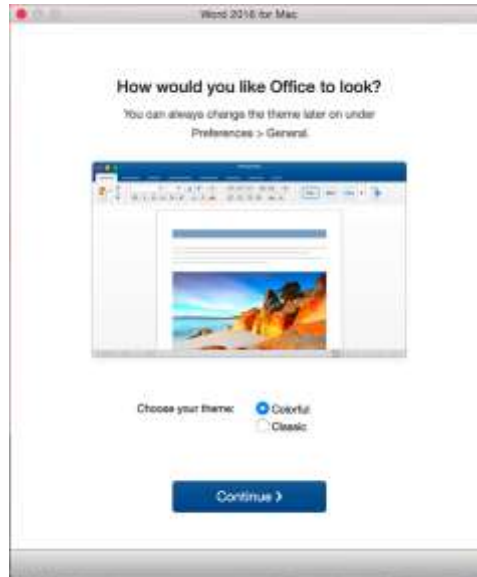 Word 2016 for Mac
How would you like Office to look?
You can always change the theme later on under
Preferences > General.
Choose your theme:
Colorful
Classic
Continue >